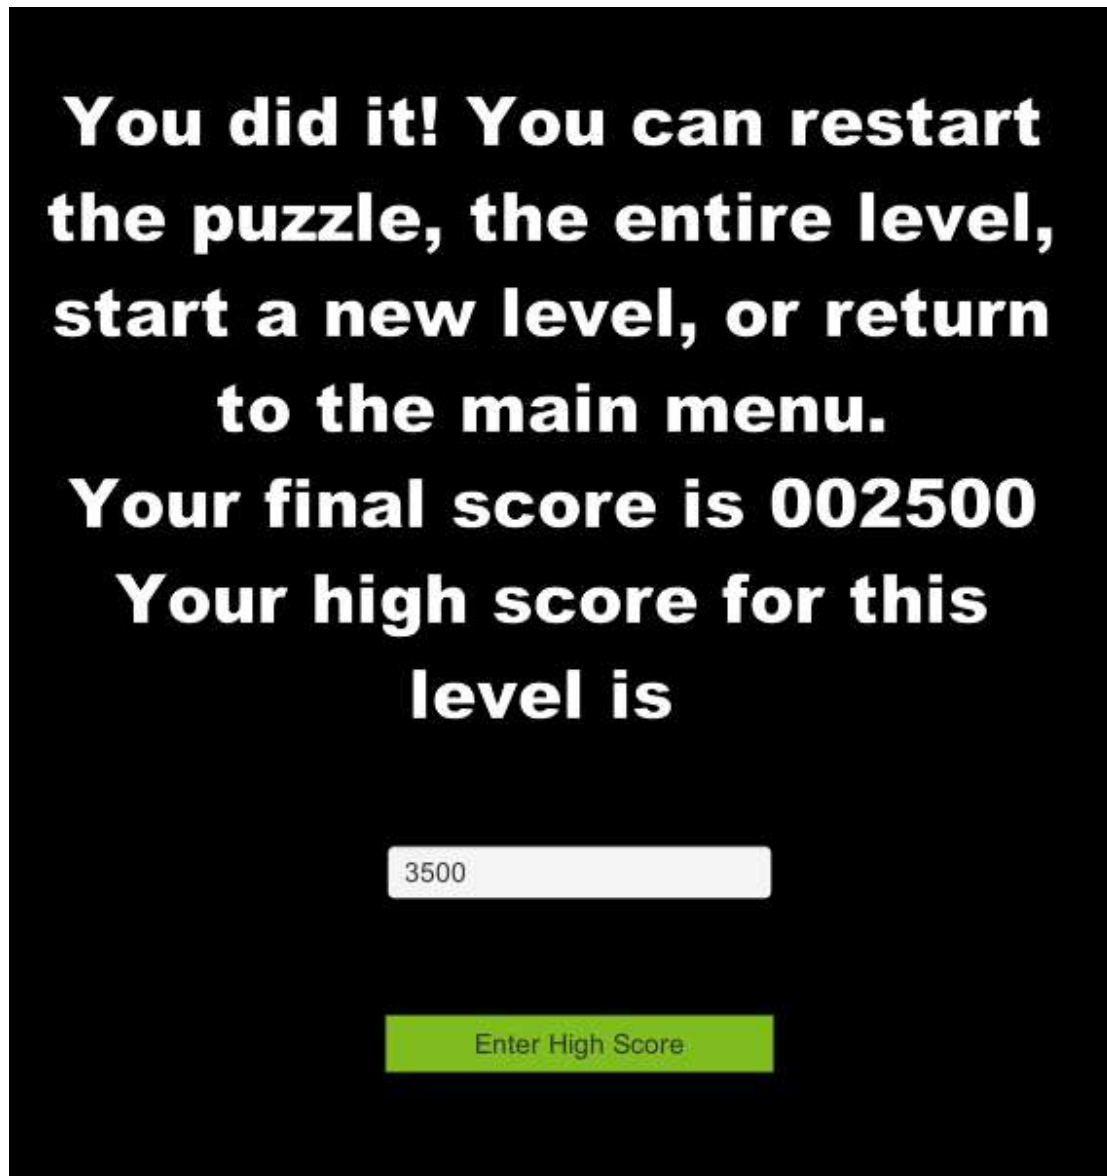 You did it! You can restart
the puzzle, the entire level,
start a new level, or return
to the main menu.
Your final score is 002500
Your high score for this
level is
3500
Enter High Score